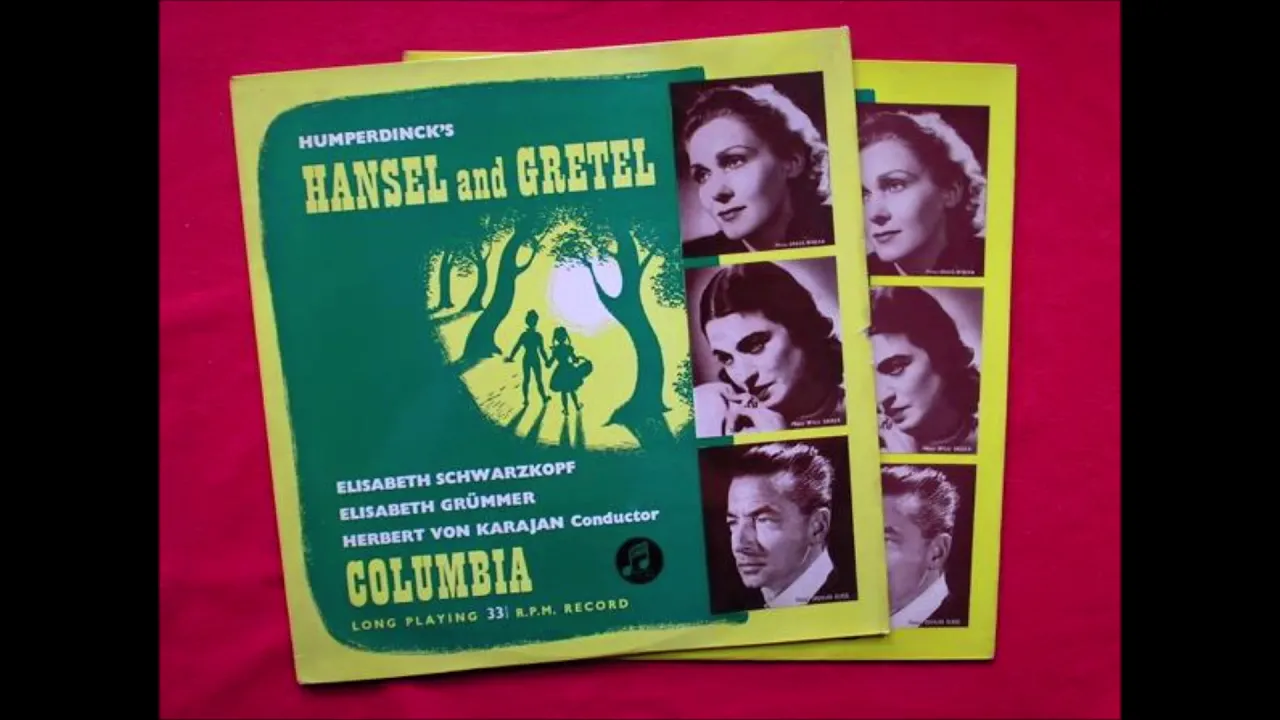 HUMPERDINCK'S
HANSEL and GRETEL
ELISABETH SCHWARZKOPF
ELISABETH GRÜMMER
HERBERT VON KARAJAN Conductor
COLUMBIA
LONG PLAYING 33⅓ R.P.M. RECORD